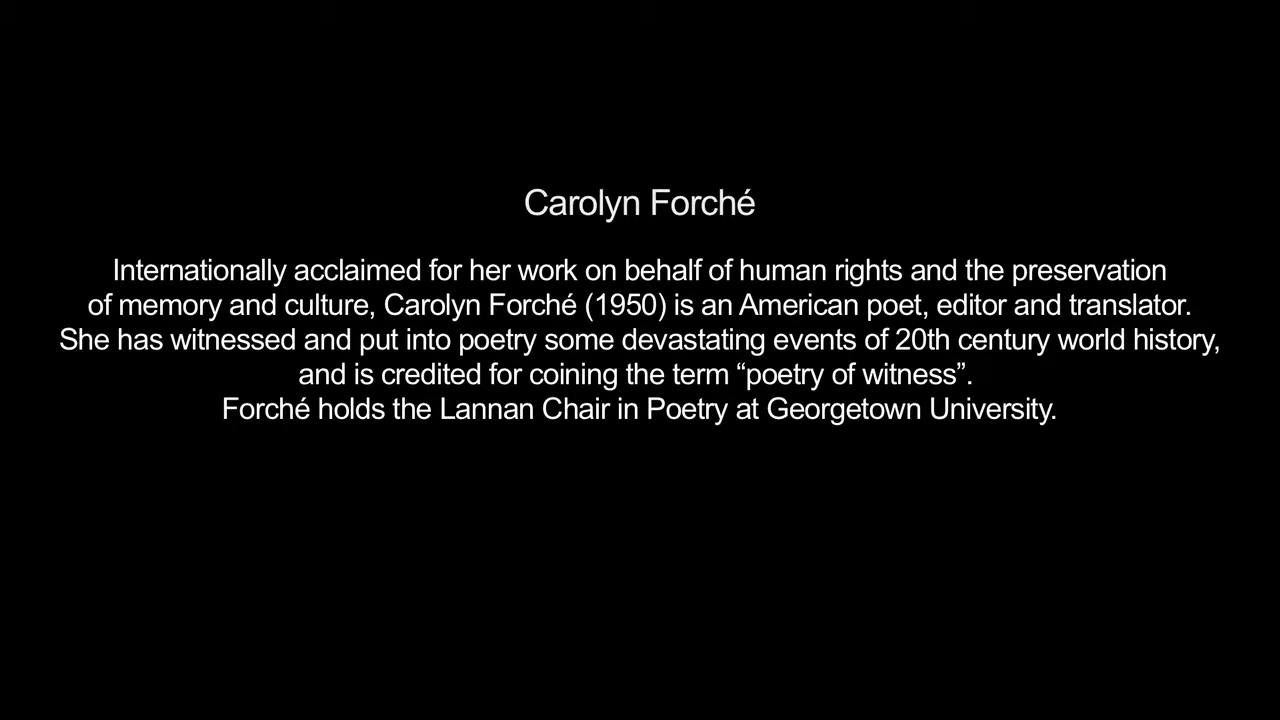 Carolyn Forché
Internationally acclaimed for her work on behalf of human rights and the preservation
of memory and culture, Carolyn Forché (1950) is an American poet, editor and translator.
She has witnessed and put into poetry some devastating events of 20th century world history,
and is credited for coining the term “poetry of witness”.
Forché holds the Lannan Chair in Poetry at Georgetown University.